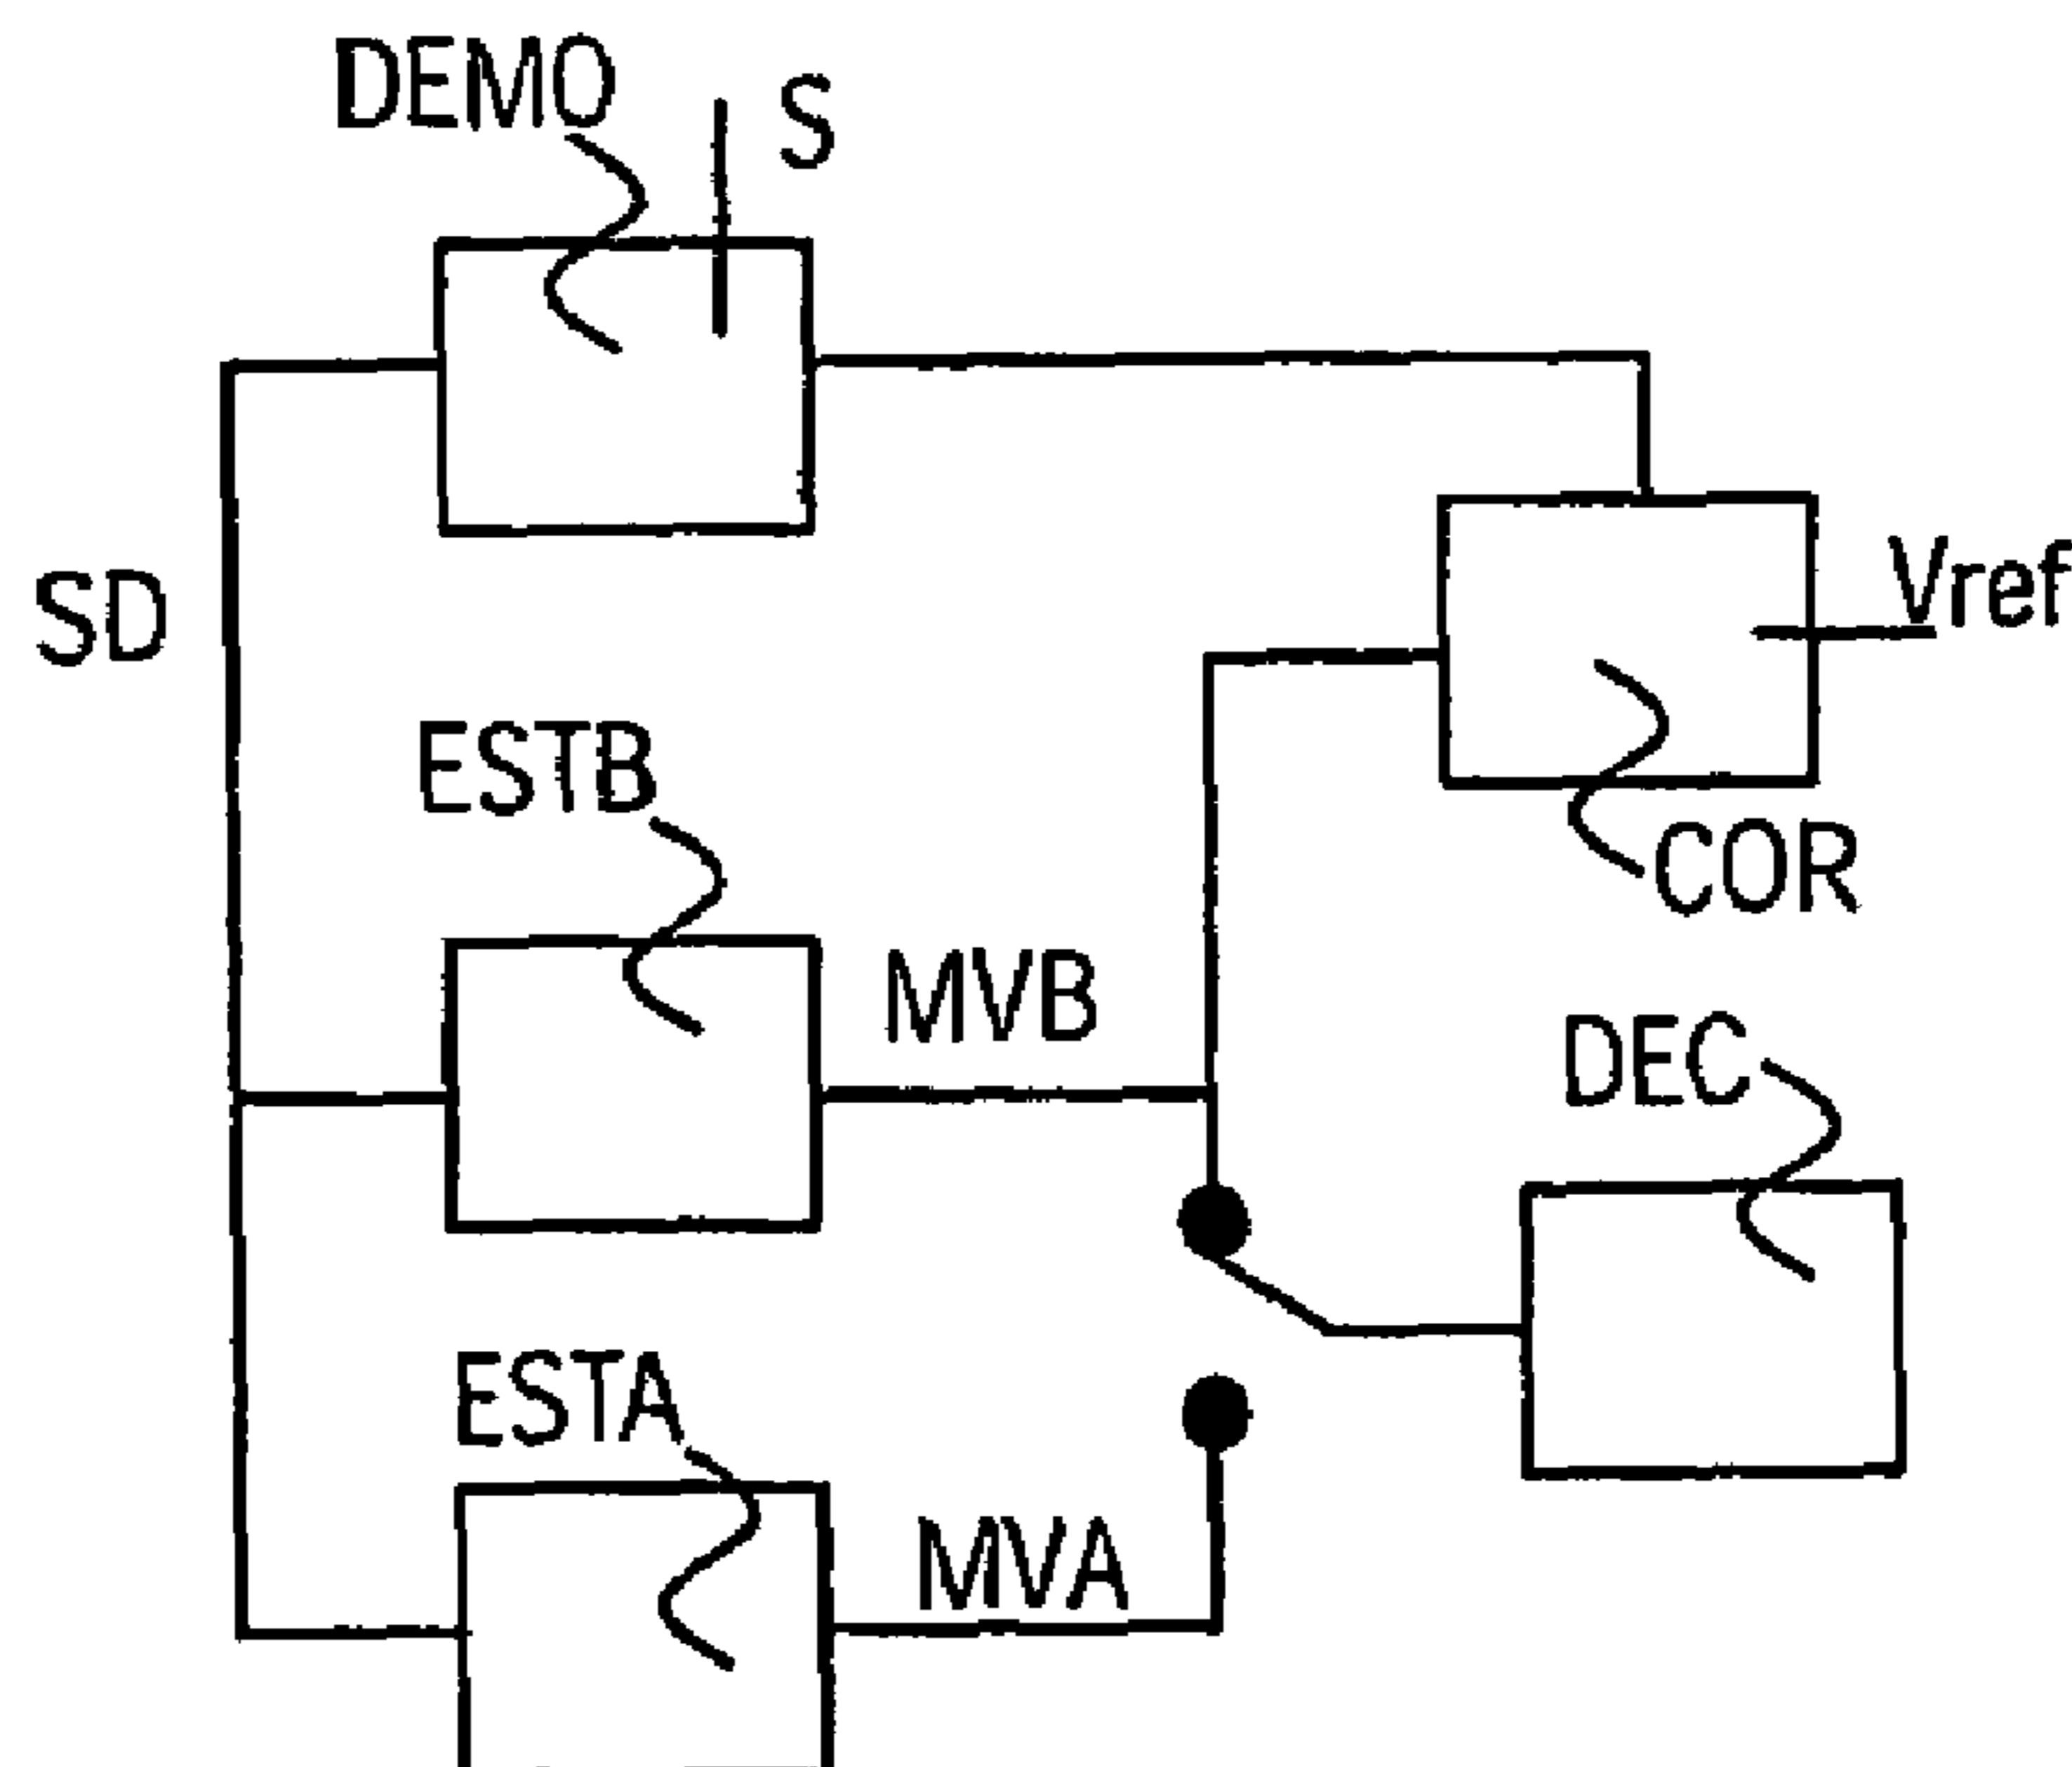 DEMO
S
SD
Vref
ESTB
COR
MVB
DEC
ESTA
MVA